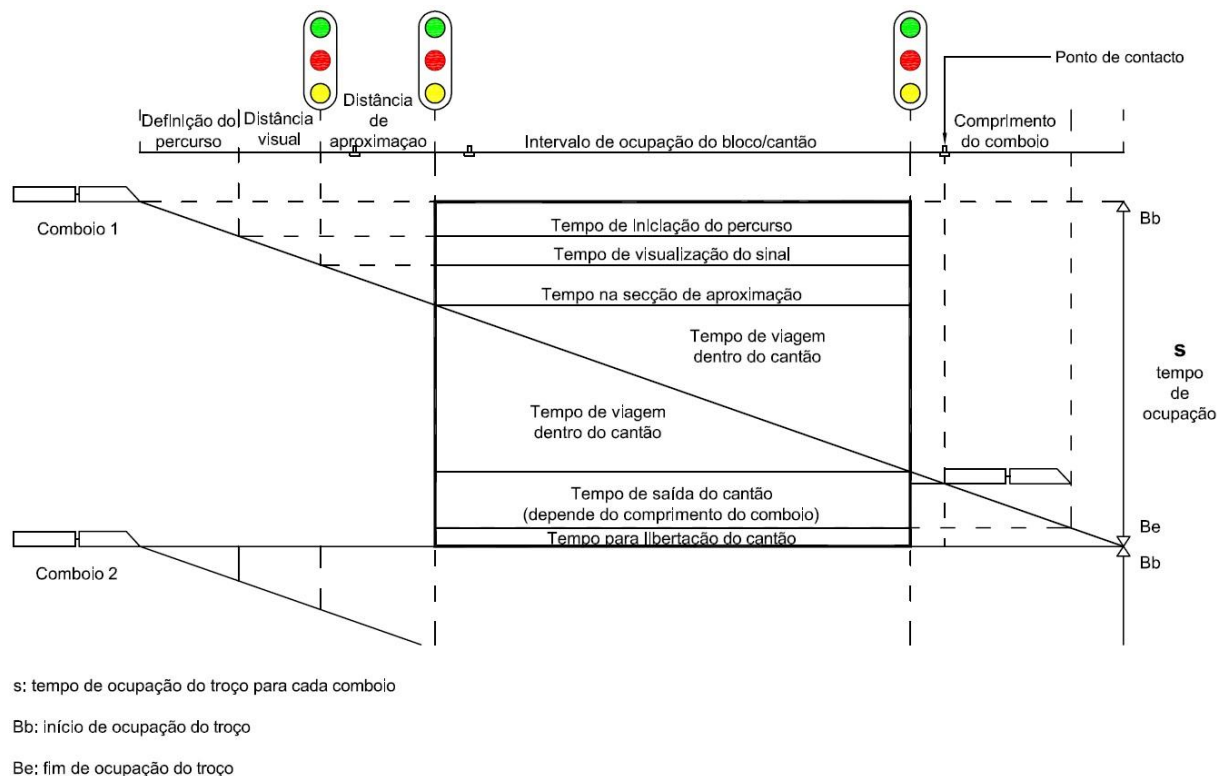 Ponto de contacto
Definição do
percurso
Distância
visual
Distância
de
aproximaçao
Intervalo de ocupação do bloco/cantão
Comprimento
do comboio
Comboio 1
Tempo de iniciação do percurso
Tempo de visualização do sinal
Tempo na secção de aproximação
Tempo de viagem
dentro do cantão
Tempo de viagem
dentro do cantão
Tempo de saída do cantão
(depende do comprimento do comboio)
Tempo para libertação do cantão
Bb
s
tempo
de
ocupação
Be
Bb
Comboio 2
s: tempo de ocupação do troço para cada comboio
Bb: início de ocupação do troço
Be: fim de ocupação do troço